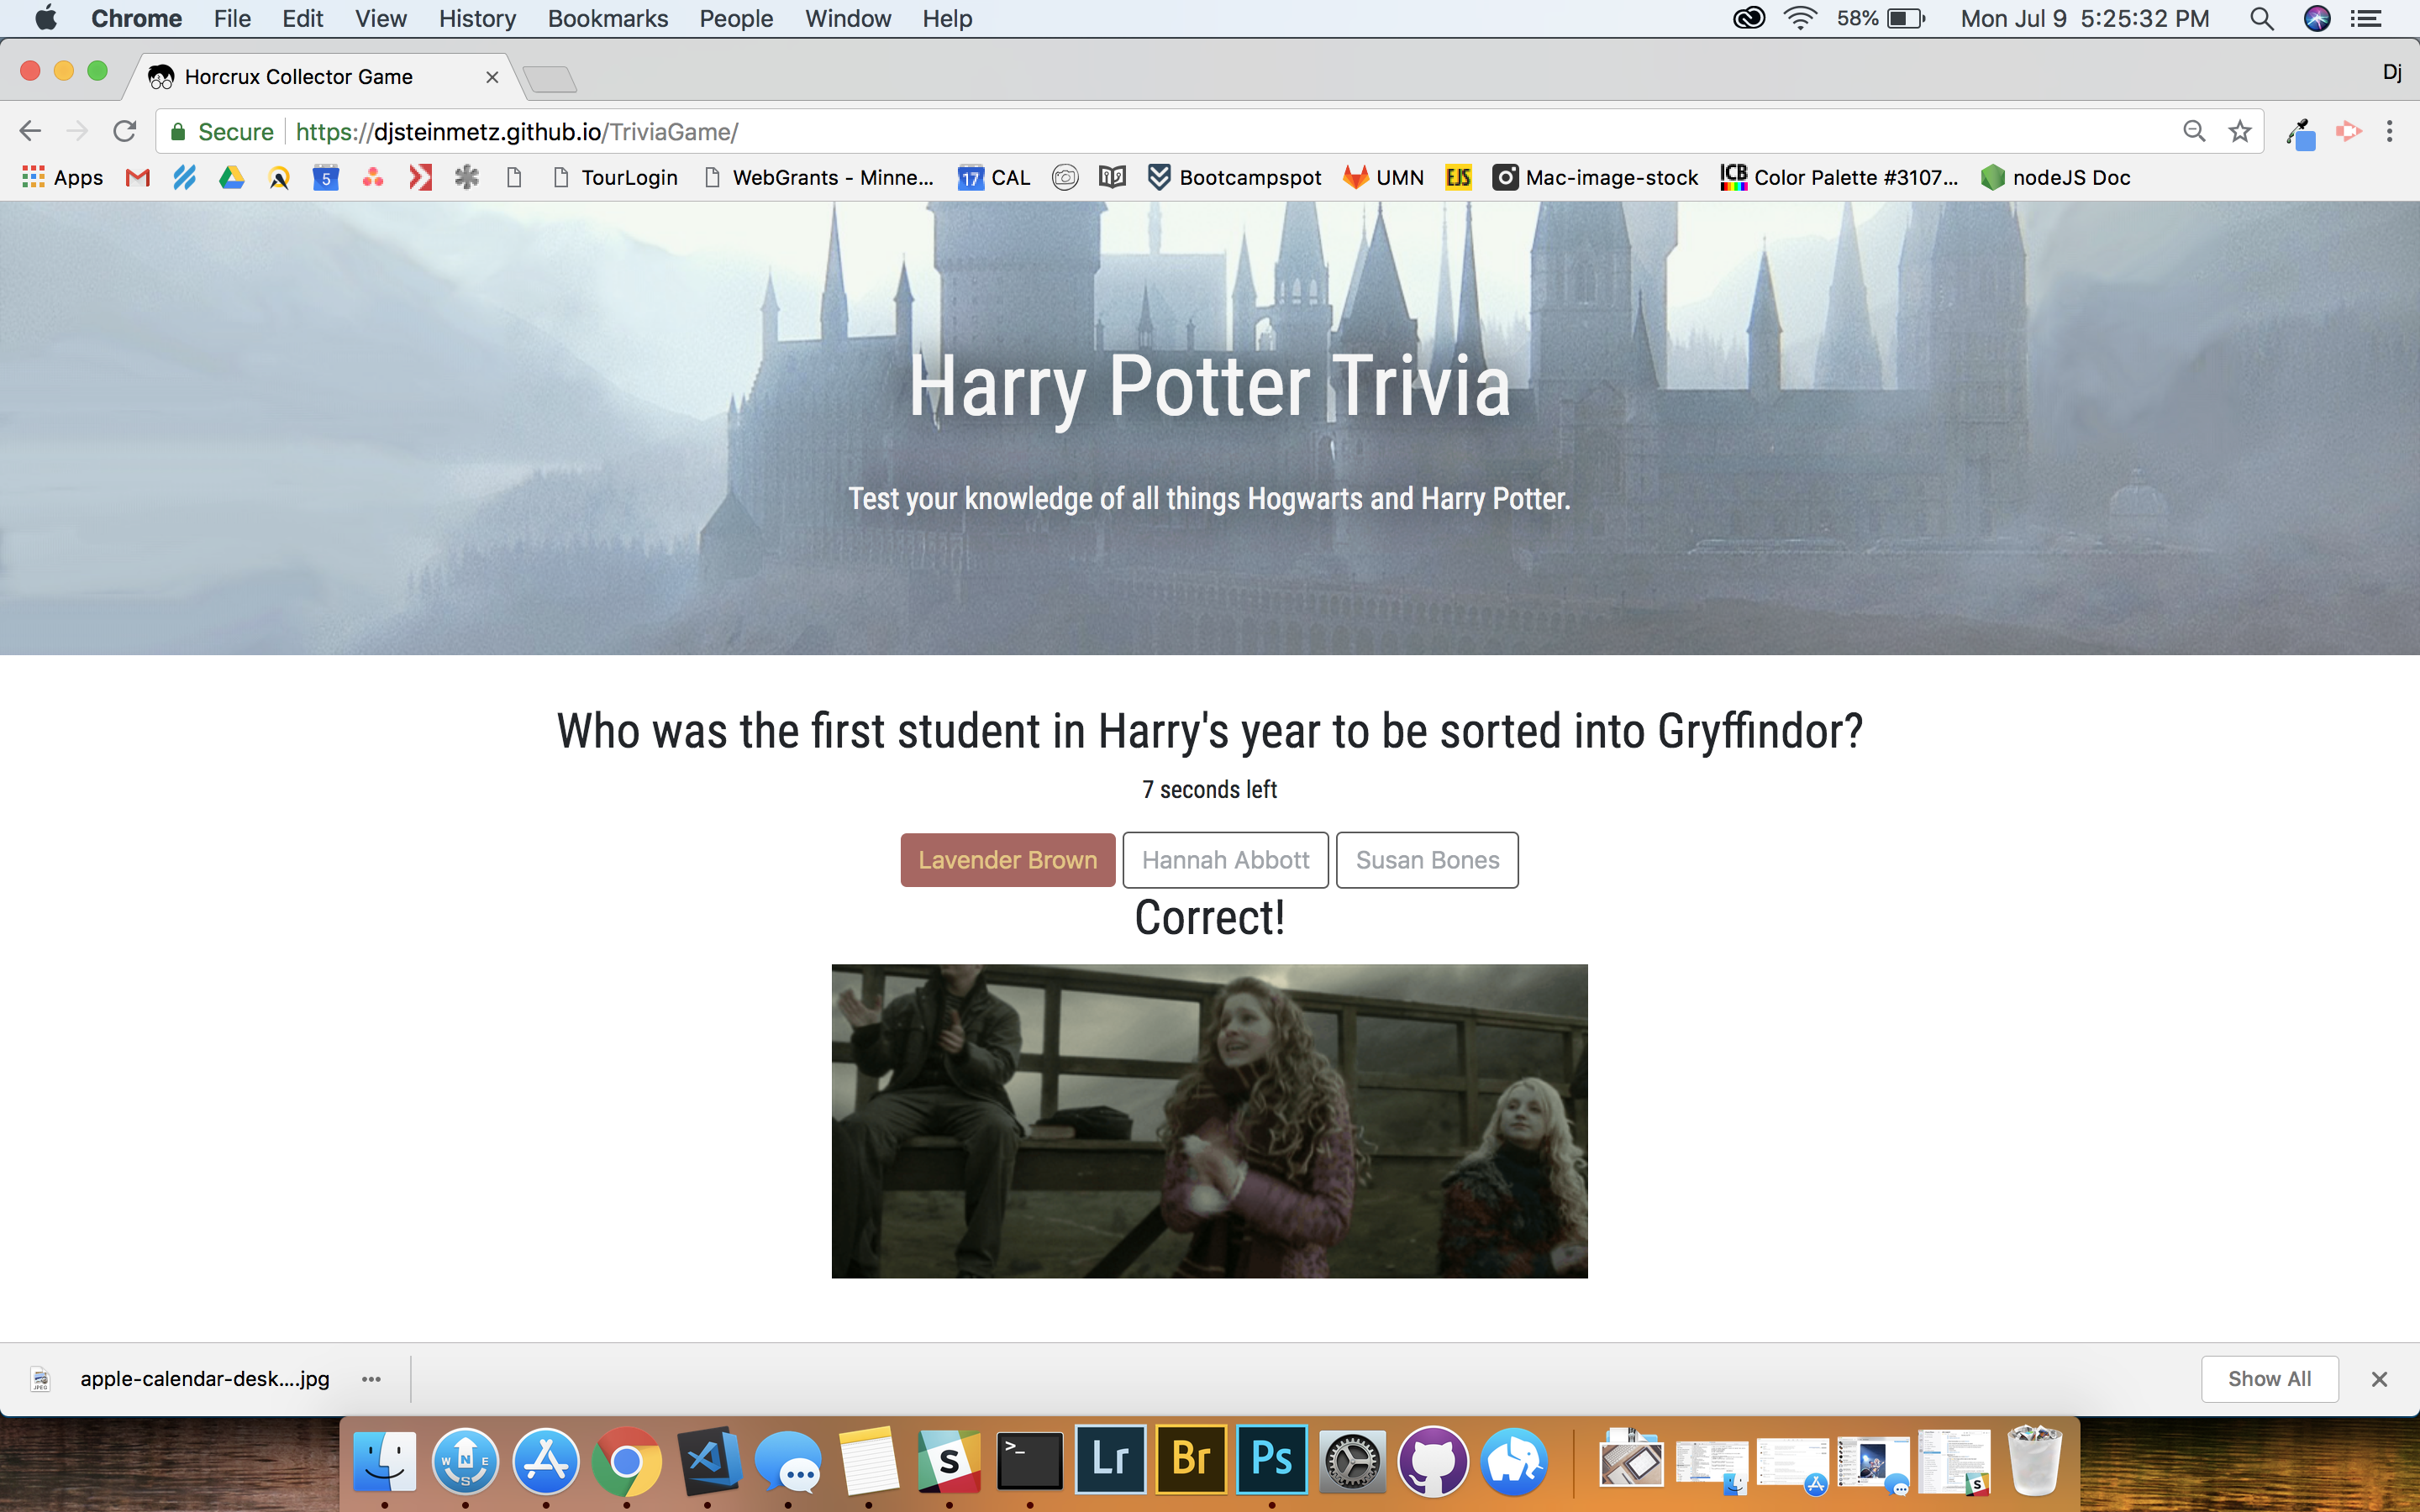 Chrome File Edit View History Bookmarks People Window Help 58% Mon Jul 9 5:25:32 PM
Horcrux Collector Game Dj
Secure https://djsteinmetz.github.io/TriviaGame/
Apps 5 TourLogin WebGrants - Minne... 17 CAL Bootcampspot UMN EJS Mac-image-stock ICB Color Palette #3107... nodeJS Doc
Harry Potter Trivia
Test your knowledge of all things Hogwarts and Harry Potter.
Who was the first student in Harry's year to be sorted into Gryffindor?
7 seconds left
Lavender Brown Hannah Abbott Susan Bones
Correct!
JPEG apple-calendar-desk....jpg Show All
W N E S S >_ Lr Br Ps